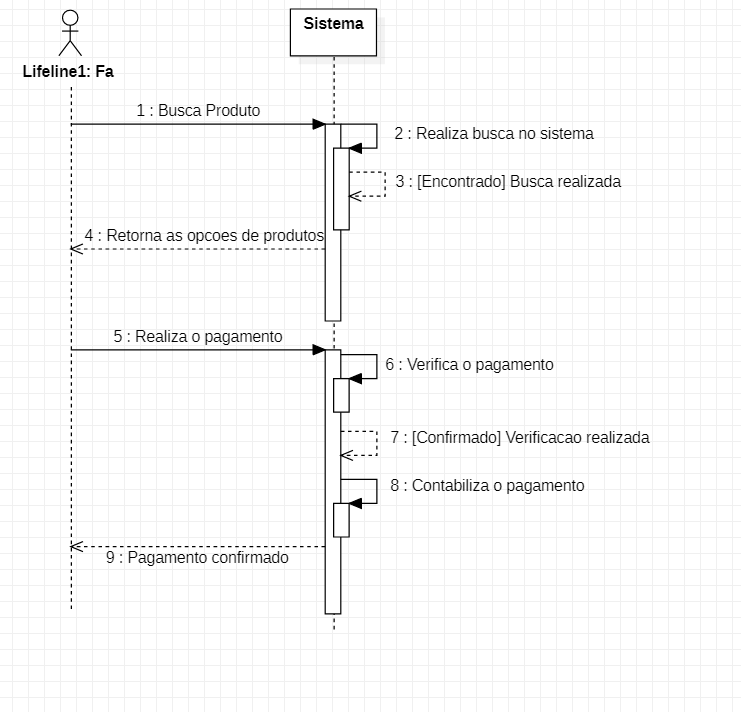 Sistema
Lifeline1: Fa
1 : Busca Produto
2 : Realiza busca no sistema
3 : [Encontrado] Busca realizada
4 : Retorna as opcoes de produtos
5 : Realiza o pagamento
6 : Verifica o pagamento
7 : [Confirmado] Verificacao realizada
8 : Contabiliza o pagamento
9 : Pagamento confirmado